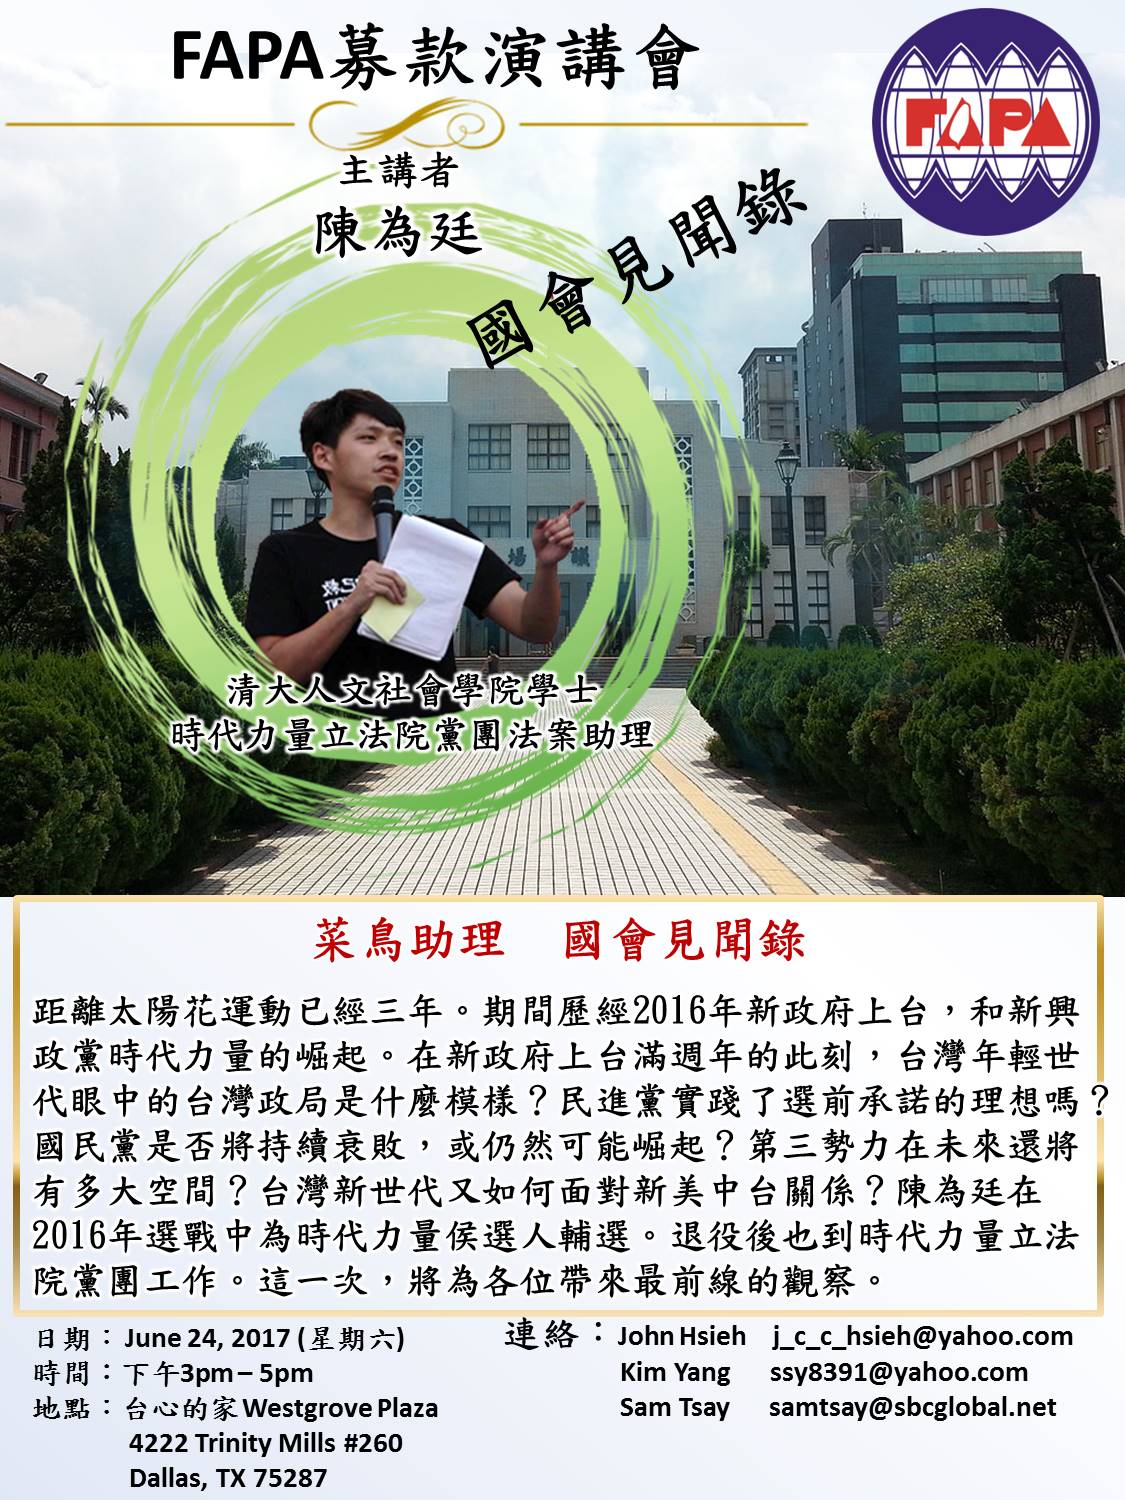 FAPA募款演講會
FAPA
主講者
陳為廷
國會見聞錄
清大人文社會學院學士
時代力量立法院黨團法案助理
菜鳥助理 國會見聞錄
距離太陽花運動已經三年。期間歷經2016年新政府上台，和新興
政黨時代力量的崛起。在新政府上台滿週年的此刻，台灣年輕世
代眼中的台灣政局是什麼模樣？民進黨實踐了選前承諾的理想嗎？
國民黨是否將持續衰敗，或仍然可能崛起？第三勢力在未來還將
有多大空間？台灣新世代又如何面對新美中台關係？陳為廷在
2016年選戰中為時代力量侯選人輔選。退役後也到時代力量立法
院黨團工作。這一次，將為各位帶來最前線的觀察。
日期：June 24, 2017 (星期六)
時間：下午3pm – 5pm
地點：台心的家 Westgrove Plaza
4222 Trinity Mills #260
Dallas, TX 75287
連絡：John Hsieh j_c_c_hsieh@yahoo.com
Kim Yang ssy8391@yahoo.com
Sam Tsay samtsay@sbcglobal.net